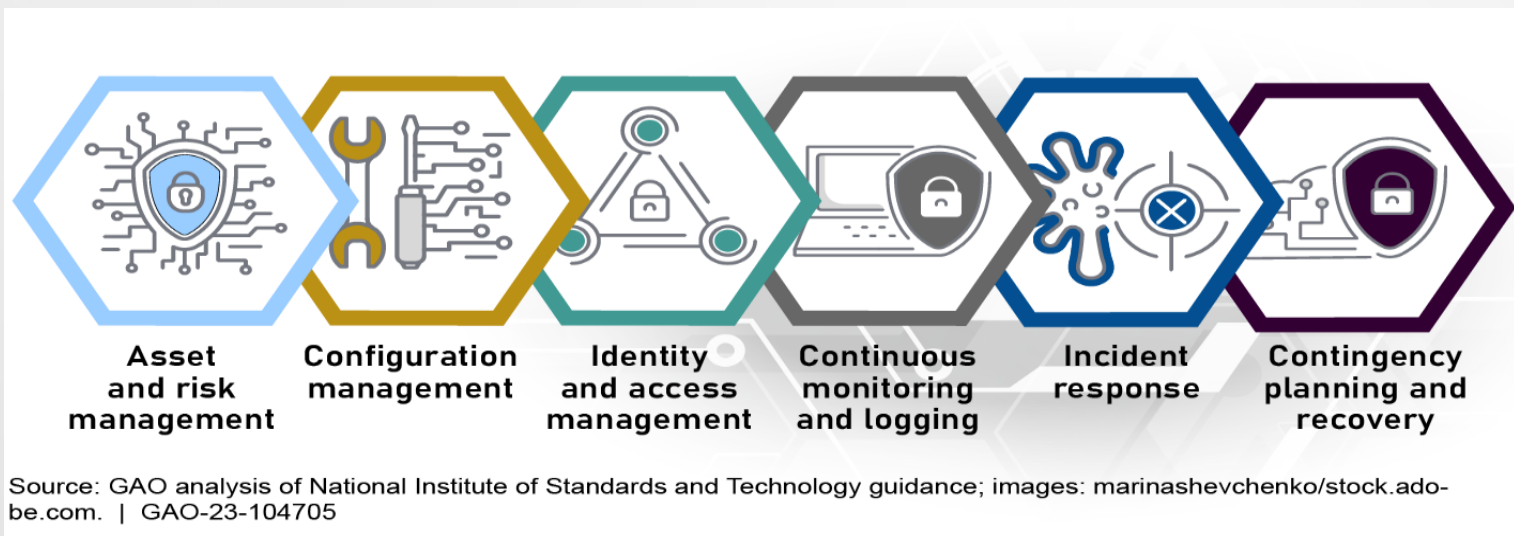 Asset
and risk
management
Configuration
management
Identity
and access
management
Continuous
monitoring
and logging
Incident
response
Contingency
planning and
recovery
Source: GAO analysis of National Institute of Standards and Technology guidance; images: marinashevchenko/stock.ado-
be.com. | GAO-23-104705